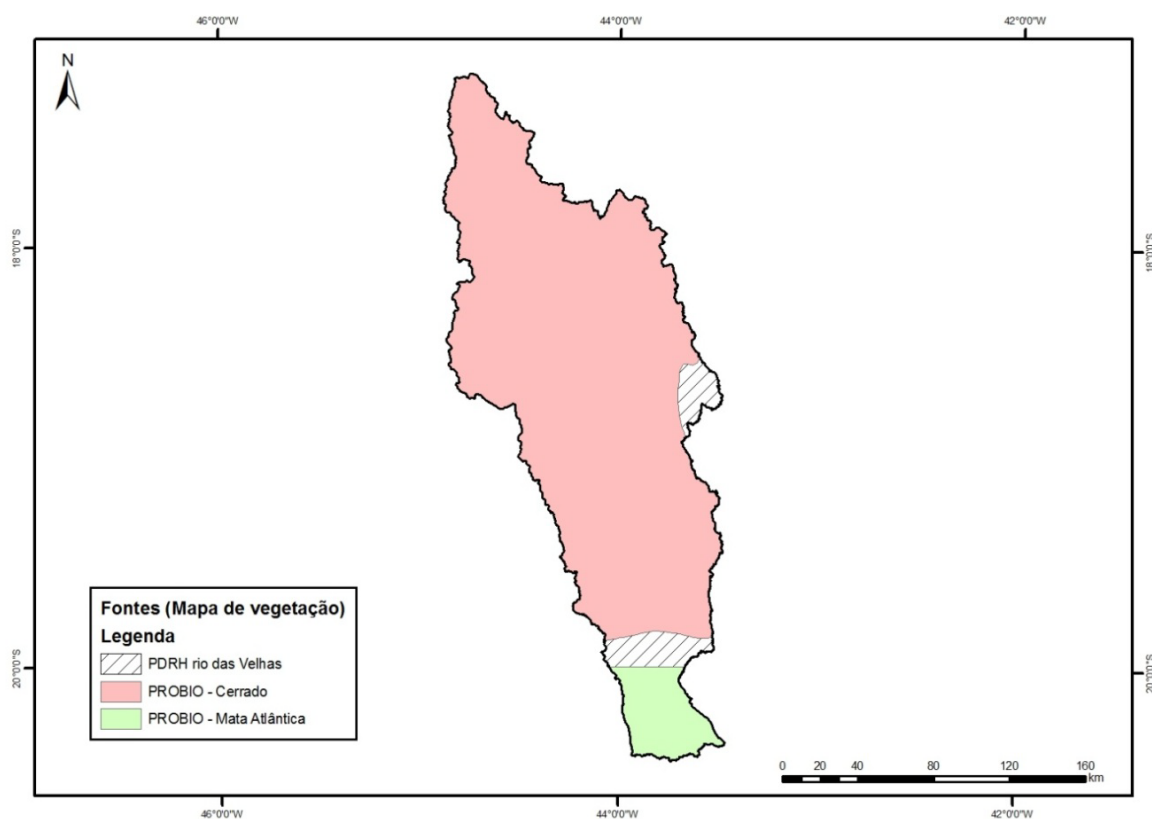 46°0'0"W 44°0'0"W 42°0'0"W
N
18°0'0"S 18°0'0"S
Fontes (Mapa de vegetação)
Legenda
PDRH rio das Velhas
PROBIO - Cerrado
PROBIO - Mata Atlântica
20°0'0"S 20°0'0"S
0 20 40 80 120 160
km
46°0'0"W 44°0'0"W 42°0'0"W